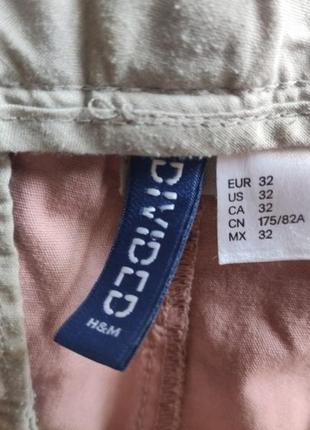 DIVIDED
H&M
EUR 32
US 32
CA 32
CN 175/82A
MX 32